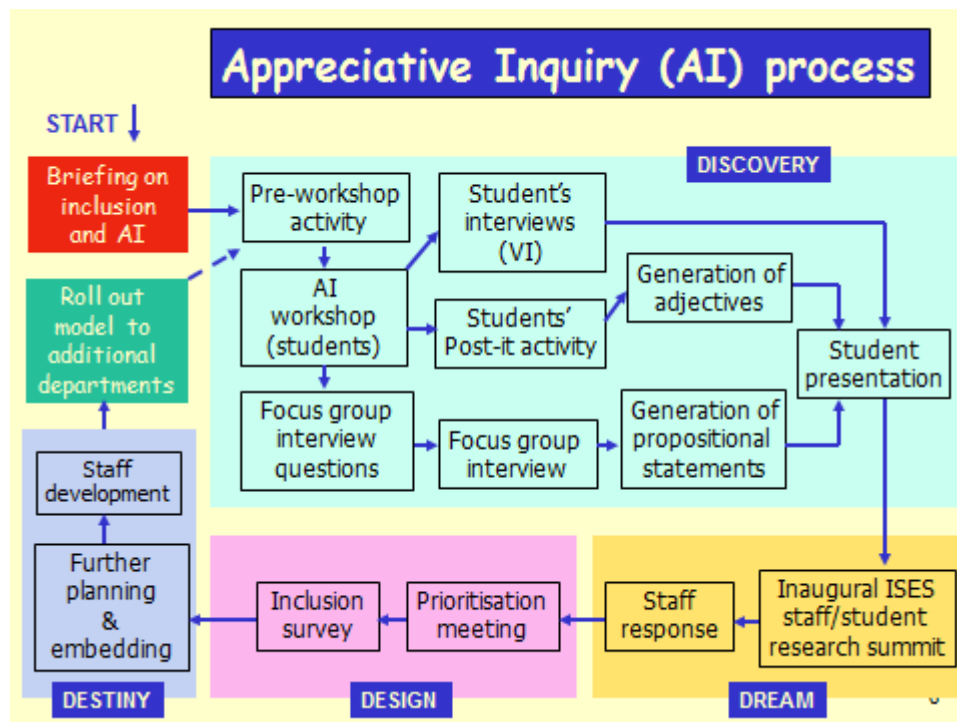 Appreciative Inquiry (AI) process
START
Briefing on
inclusion
and AI
DISCOVERY
Pre-workshop
activity
Student's
interviews
(VI)
AI
workshop
(students)
Students'
Post-it activity
Generation of
adjectives
Student
presentation
Focus group
interview
questions
Focus group
interview
Generation of
propositional
statements
Roll out
model to
additional
departments
Staff
development
Further
planning
&
embedding
DESTINY
Inclusion
survey
Prioritisation
meeting
DESIGN
Staff
response
Inaugural ISES
staff/student
research summit
DREAM